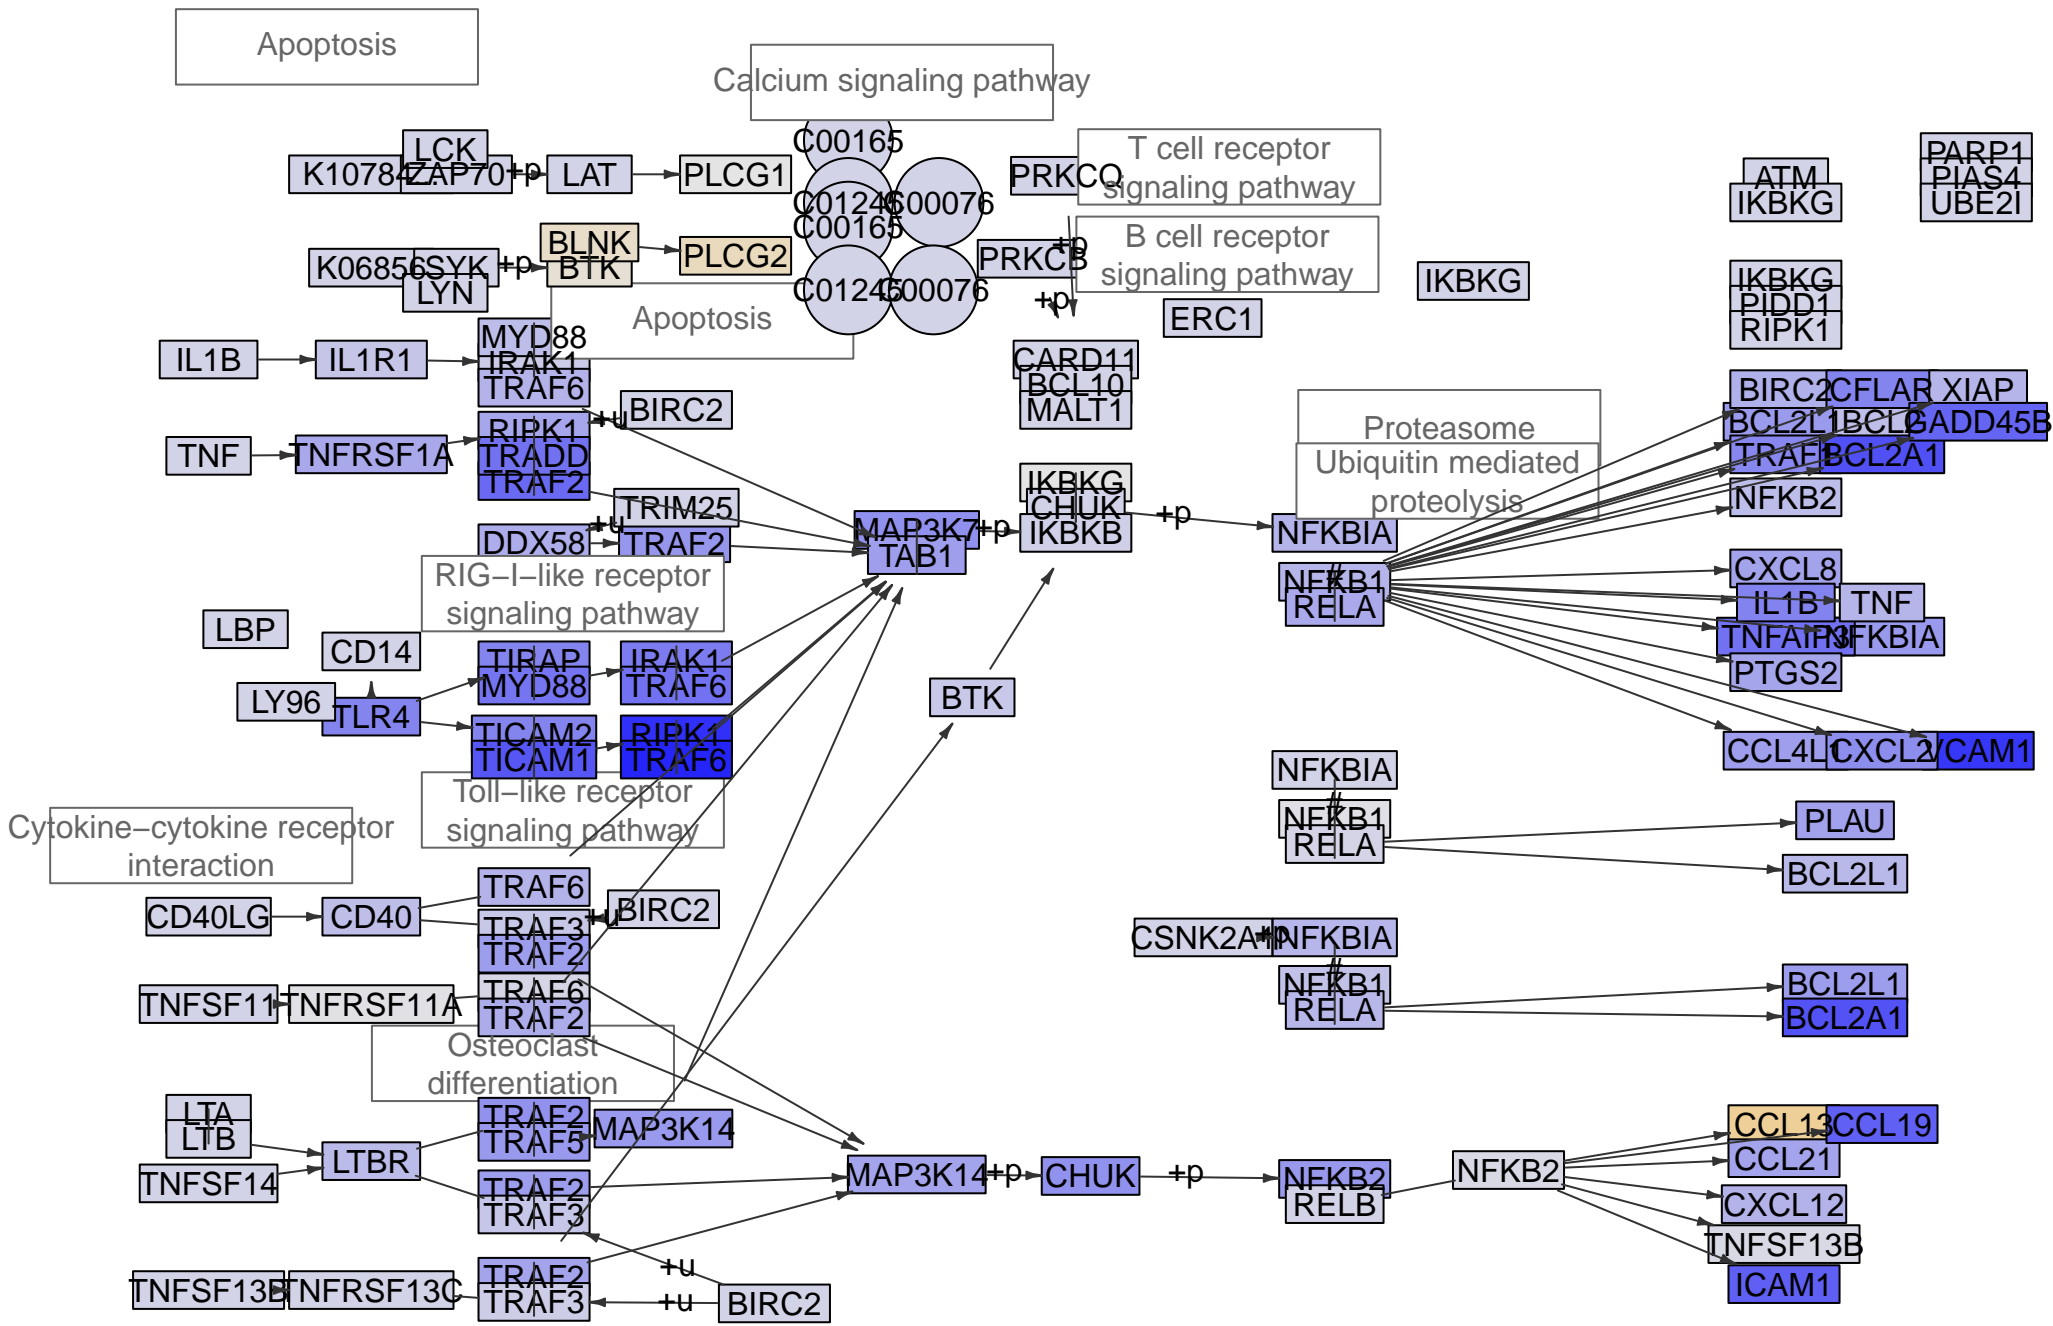 Apoptosis
Calcium signaling pathway
C00165
LCK
K10784
ZAP70
+p
LAT
PLCG1
PRKCQ
T cell receptor
signaling pathway
PARP1
ATM
PIAS4
IKBKG
UBE2I
C01245
C00076
C00165
BLNK
PLCG2
+p
B cell receptor
signaling pathway
PRKCB
K06856
SYK
+p
BTK
LYN
C01245
C00076
+p
IKBKG
IKBKG
PIDD1
RIPK1
Apoptosis
ERC1
MYD88
IL1B
IL1R1
IRAK1
TRAF6
CARD11
BCL10
MALT1
BIRC2
CFLAR
XIAP
BIRC2
+u
RIPK1
BCL2L1
BCL2
GADD45B
TNF
TNFRSF1A
TRADD
TRAF2
Proteasome
Ubiquitin mediated
proteolysis
TRAF1
BCL2A1
NFKB2
IKBKG
CHUK
IKBKB
TRIM25
+u
DDX58
TRAF2
MAP3K7
+p
TAB1
+p
NFKBIA
RIG−I−like receptor
signaling pathway
NFKB1
RELA
CXCL8
IL1B
TNF
TNFAIP3
NFKBIA
PTGS2
LBP
CD14
TIRAP
MYD88
IRAK1
TRAF6
LY96
TLR4
BTK
TICAM2
TICAM1
RIPK1
TRAF6
CCL4L1
CXCL2
VCAM1
NFKBIA
Toll−like receptor
signaling pathway
Cytokine−cytokine receptor
interaction
NFKB1
RELA
PLAU
BCL2L1
TRAF6
CD40LG
CD40
TRAF3
+u
BIRC2
TRAF2
CSNK2A1
+p
NFKBIA
TRAF6
TNFSF11
TNFRSF11A
TRAF2
NFKB1
RELA
BCL2L1
BCL2A1
Osteoclast
differentiation
LTA
LTB
TRAF2
TRAF5
MAP3K14
CCL13
CCL19
LTBR
TNFSF14
TRAF2
TRAF3
MAP3K14
+p
CHUK
+p
NFKB2
RELB
NFKB2
CCL21
CXCL12
TNFSF13B
ICAM1
TNFSF13B
TNFRSF13C
TRAF2
TRAF3
+u
+u
BIRC2